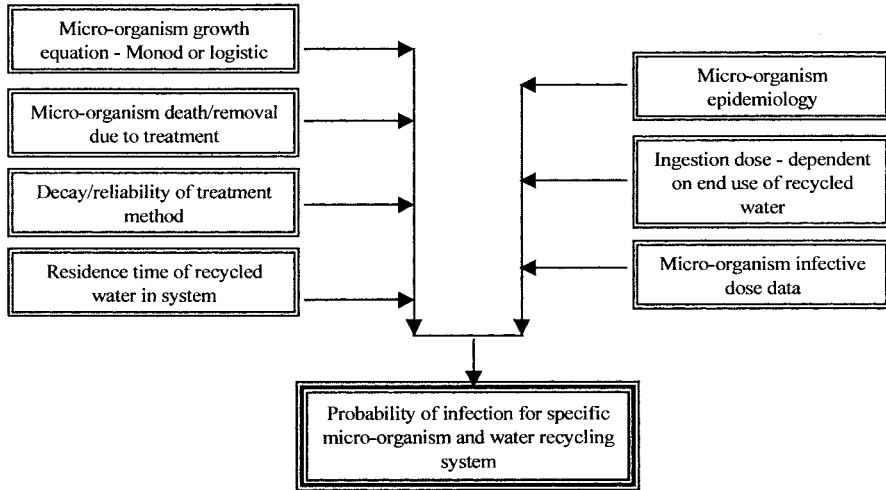 Micro-organism growth
equation - Monod or logistic
Micro-organism death/removal
due to treatment
Decay/reliability of treatment
method
Residence time of recycled
water in system
Micro-organism
epidemiology
Ingestion dose - dependent
on end use of recycled
water
Micro-organism infective
dose data
Probability of infection for specific
micro-organism and water recycling
system